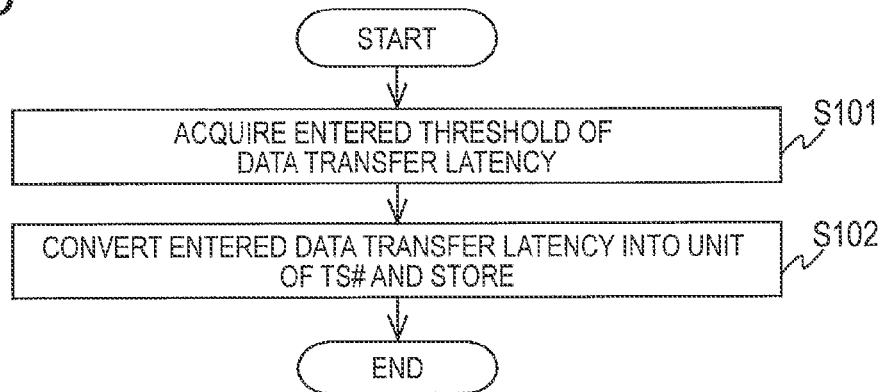 START
ACQUIRE ENTERED THRESHOLD OF
DATA TRANSFER LATENCY
S101
CONVERT ENTERED DATA TRANSFER LATENCY INTO UNIT
OF TS# AND STORE
S102
END